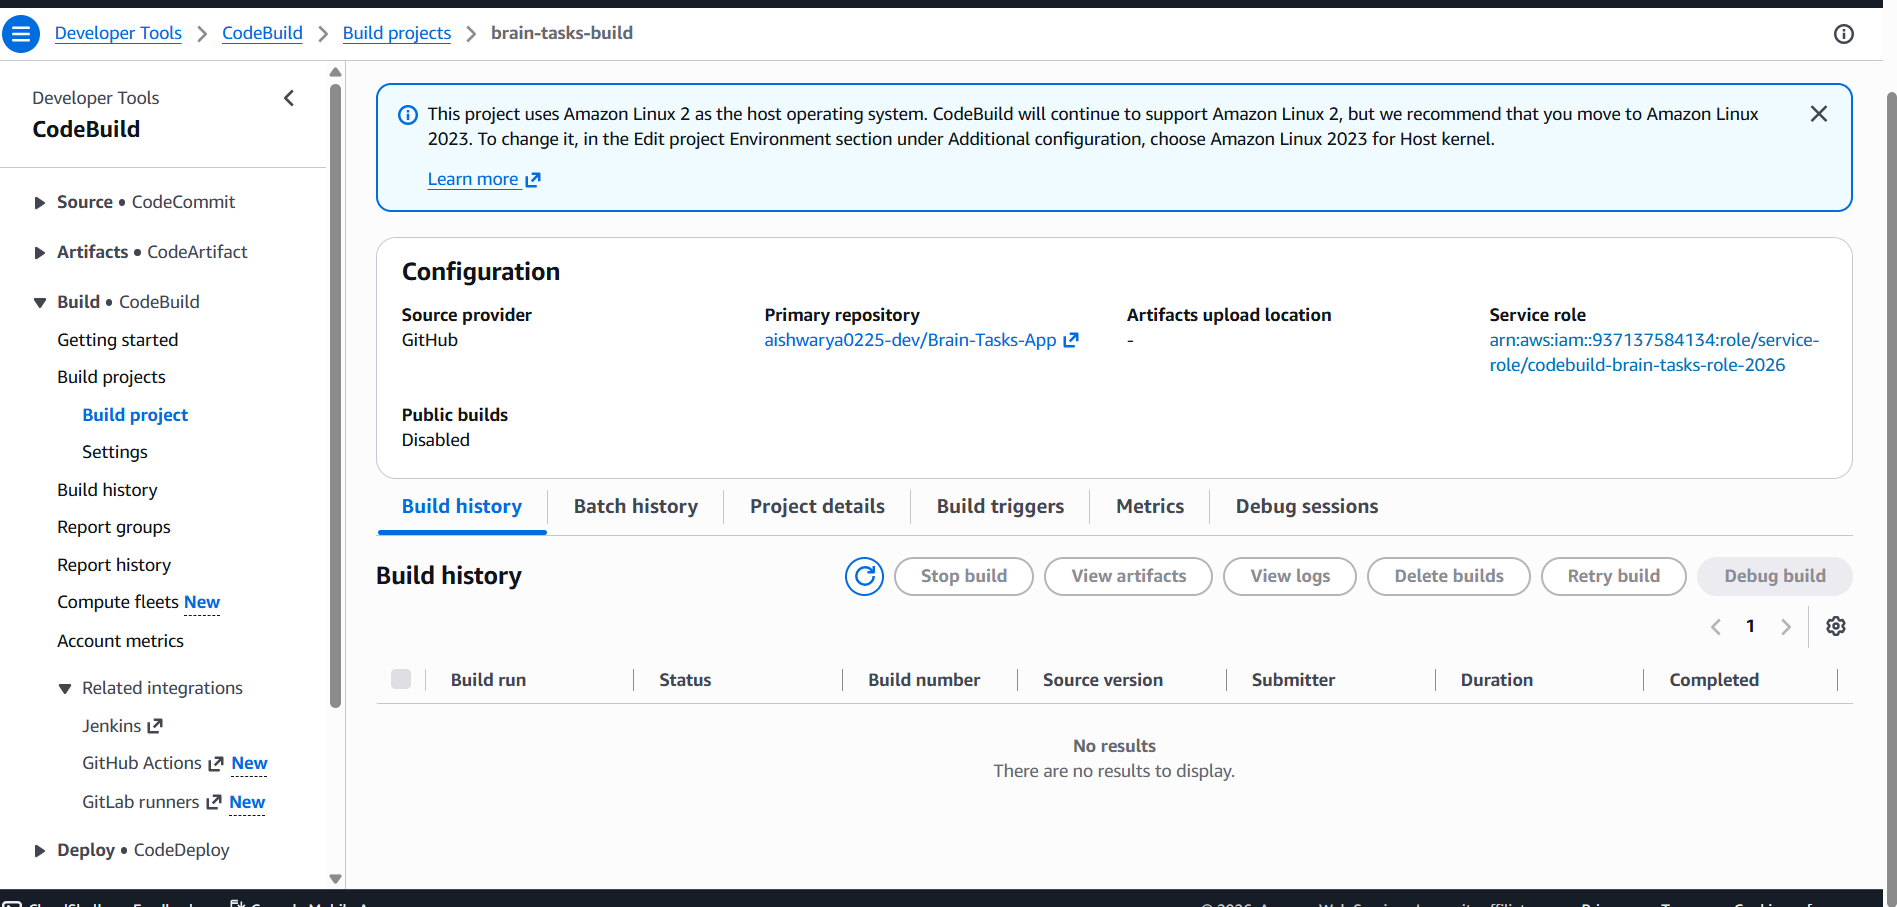 Developer Tools
CodeBuild
Build projects
brain-tasks-build
Developer Tools
CodeBuild
Source • CodeCommit
Artifacts • CodeArtifact
Build • CodeBuild
Getting started
Build projects
Build project
Settings
Build history
Report groups
Report history
Compute fleets New
Account metrics
Related integrations
Jenkins
GitHub Actions New
GitLab runners New
Deploy • CodeDeploy
This project uses Amazon Linux 2 as the host operating system. CodeBuild will continue to support Amazon Linux 2, but we recommend that you move to Amazon Linux
2023. To change it, in the Edit project Environment section under Additional configuration, choose Amazon Linux 2023 for Host kernel.
Learn more
Configuration
Source provider
GitHub
Primary repository
aishwarya0225-dev/Brain-Tasks-App
Artifacts upload location
-
Service role
arn:aws:iam::937137584134:role/service-
role/codebuild-brain-tasks-role-2026
Public builds
Disabled
Build history
Batch history
Project details
Build triggers
Metrics
Debug sessions
Build history
Stop build
View artifacts
View logs
Delete builds
Retry build
Debug build
1
Build run
Status
Build number
Source version
Submitter
Duration
Completed
No results
There are no results to display.